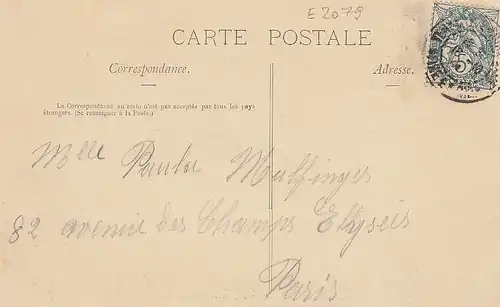 E 2079
CARTE POSTALE
Correspondance.
Adresse.
La Correspondance au recto n'est pas acceptée par tous les pays
étrangers. (Se renseigner à la Poste.)
Mlle
82 avenue des Champs Elysées
Paris